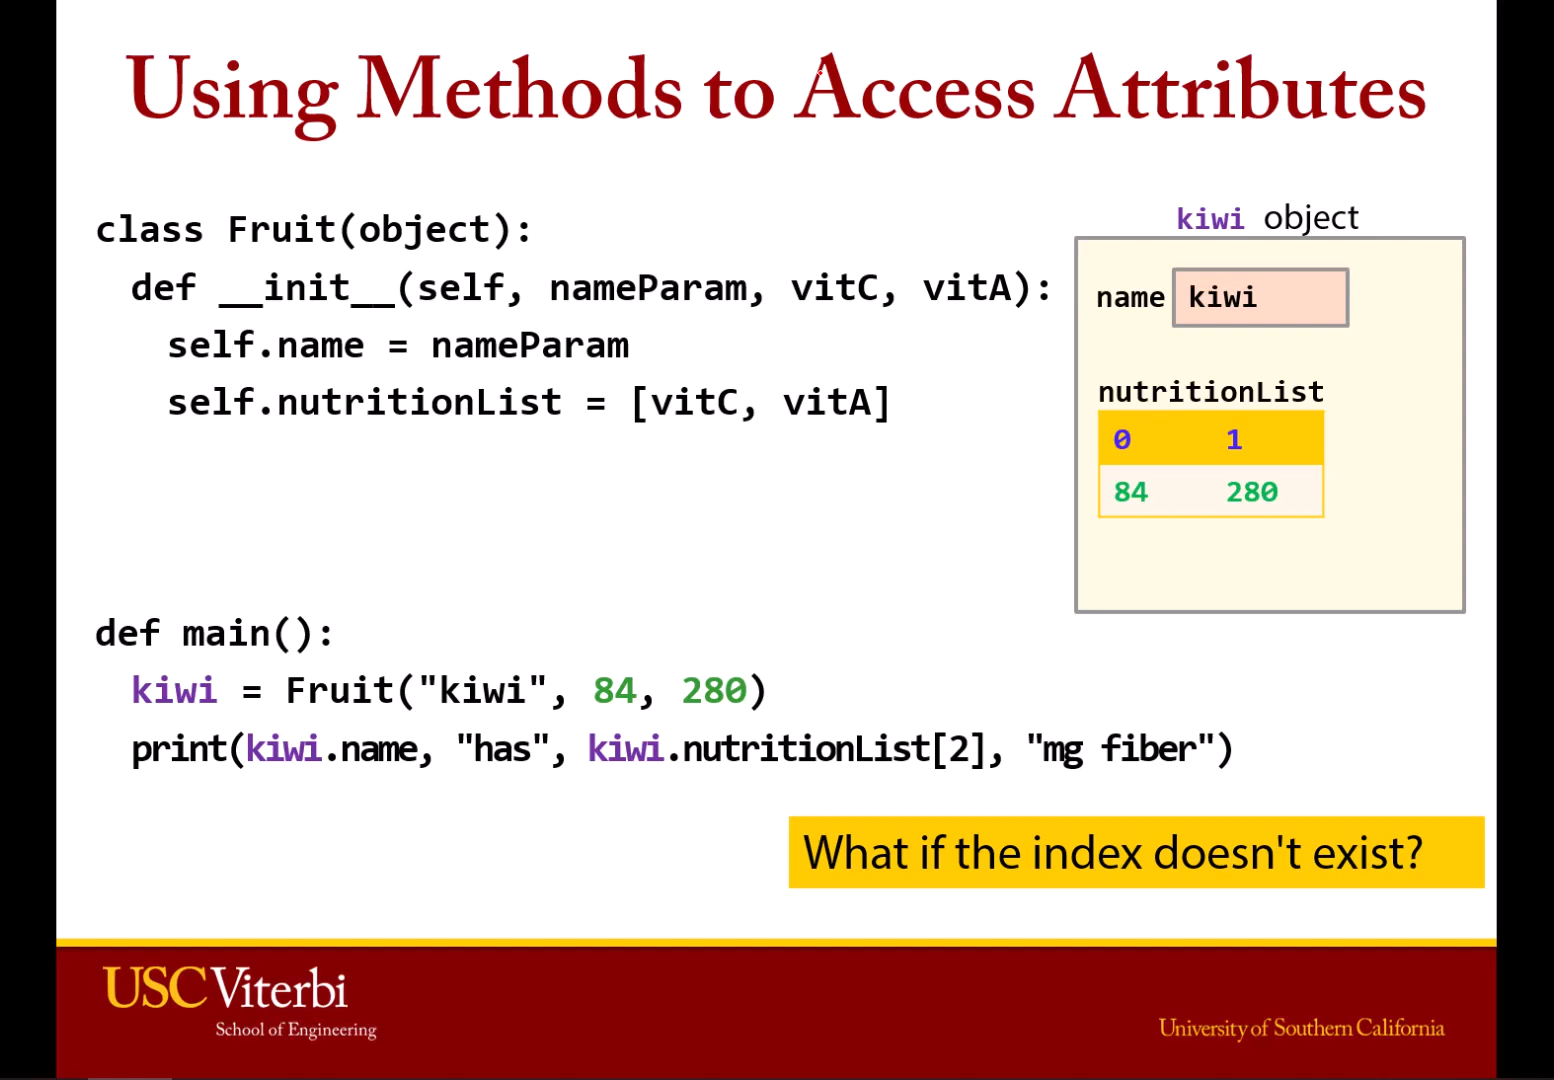 Using Methods to Access Attributes
class Fruit(object):
def __init__(self, nameParam, vitC, vitA):
self.name = nameParam
self.nutritionList = [vitC, vitA]
kiwi object
name kiwi
nutritionList
0 1
84 280
def main():
kiwi = Fruit("kiwi", 84, 280)
print(kiwi.name, "has", kiwi.nutritionList[2], "mg fiber")
What if the index doesn't exist?
USC Viterbi
School of Engineering
University of Southern California